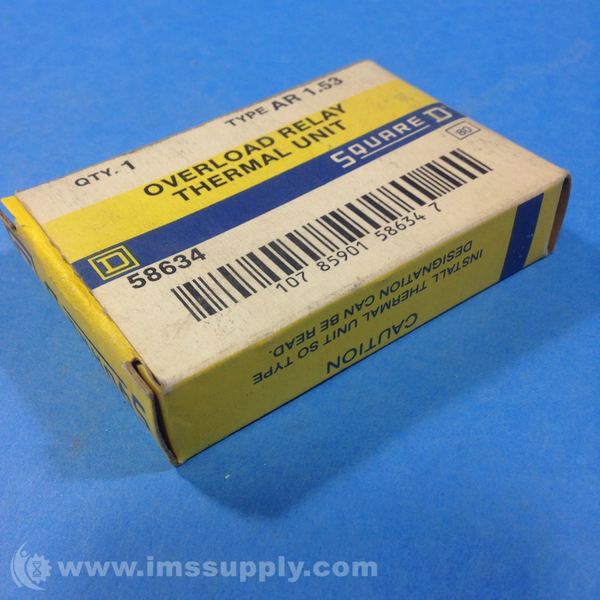 QTY. 1 TYPE AR 1.53
OVERLOAD RELAY
THERMAL UNIT
SQUARE D
80
D
58634
107 85901 58634 7
CAUTION
INSTALL THERMAL UNIT SO TYPE
DESIGNATION CAN BE READ.
www.imssupply.com